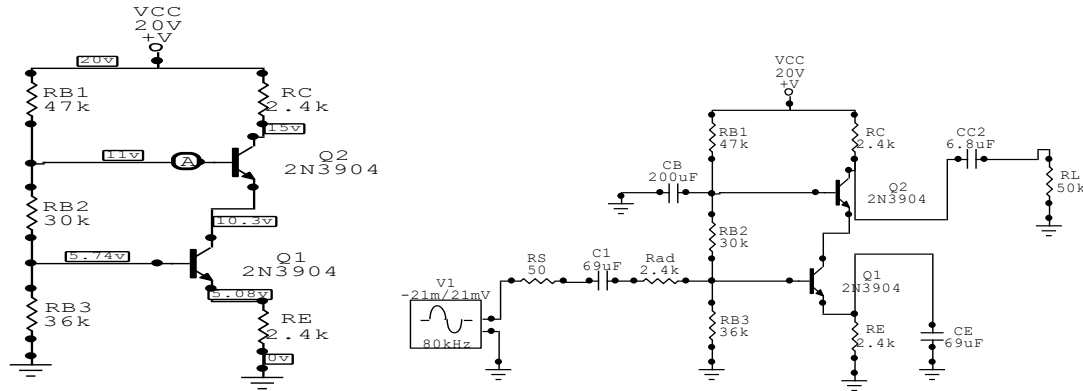 VCC
20V
+V
20v
RB1
47k
RC
2.4k
15v
11v
A
Q2
2N3904
RB2
30k
10.3v
5.74v
Q1
2N3904
5.08v
RB3
36k
RE
2.4k
0v
VCC
20V
+V
RB1
47k
RC
2.4k
CC2
6.8uF
RL
50k
CB
200uF
Q2
2N3904
RB2
30k
RS
50
C1
69uF
Rad
2.4k
V1
-21m/21mV
80kHz
Q1
2N3904
RB3
36k
RE
2.4k
CE
69uF